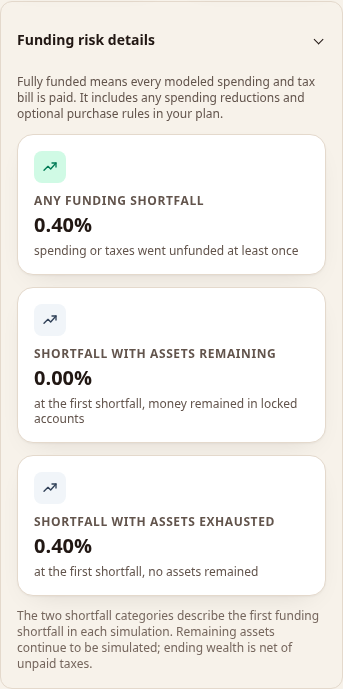 Funding risk details
Fully funded means every modeled spending and tax
bill is paid. It includes any spending reductions and
optional purchase rules in your plan.
ANY FUNDING SHORTFALL
0.40%
spending or taxes went unfunded at least once
SHORTFALL WITH ASSETS REMAINING
0.00%
at the first shortfall, money remained in locked
accounts
SHORTFALL WITH ASSETS EXHAUSTED
0.40%
at the first shortfall, no assets remained
The two shortfall categories describe the first funding
shortfall in each simulation. Remaining assets
continue to be simulated; ending wealth is net of
unpaid taxes.